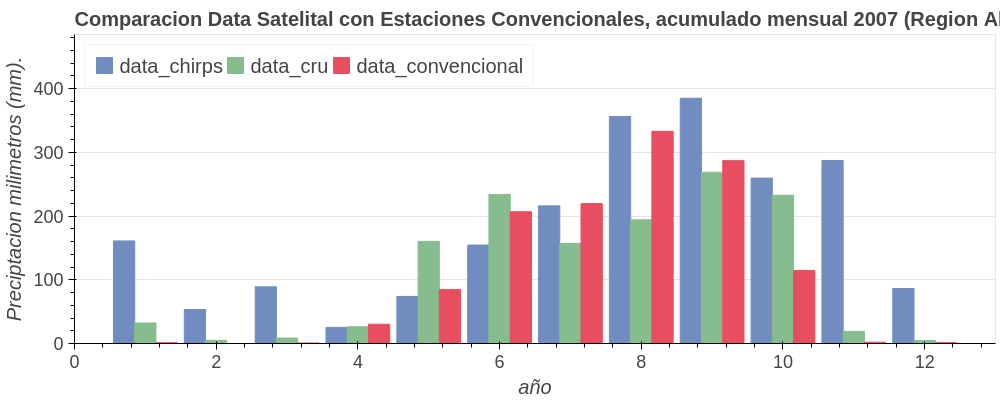 Comparacion Data Satelital con Estaciones Convencionales, acumulado mensual 2007 (Region
data_chirps data_cru data_convencional
Preciptacion milimetros (mm).
400
300
200
100
0
0 2 4 6 8 10 12
año